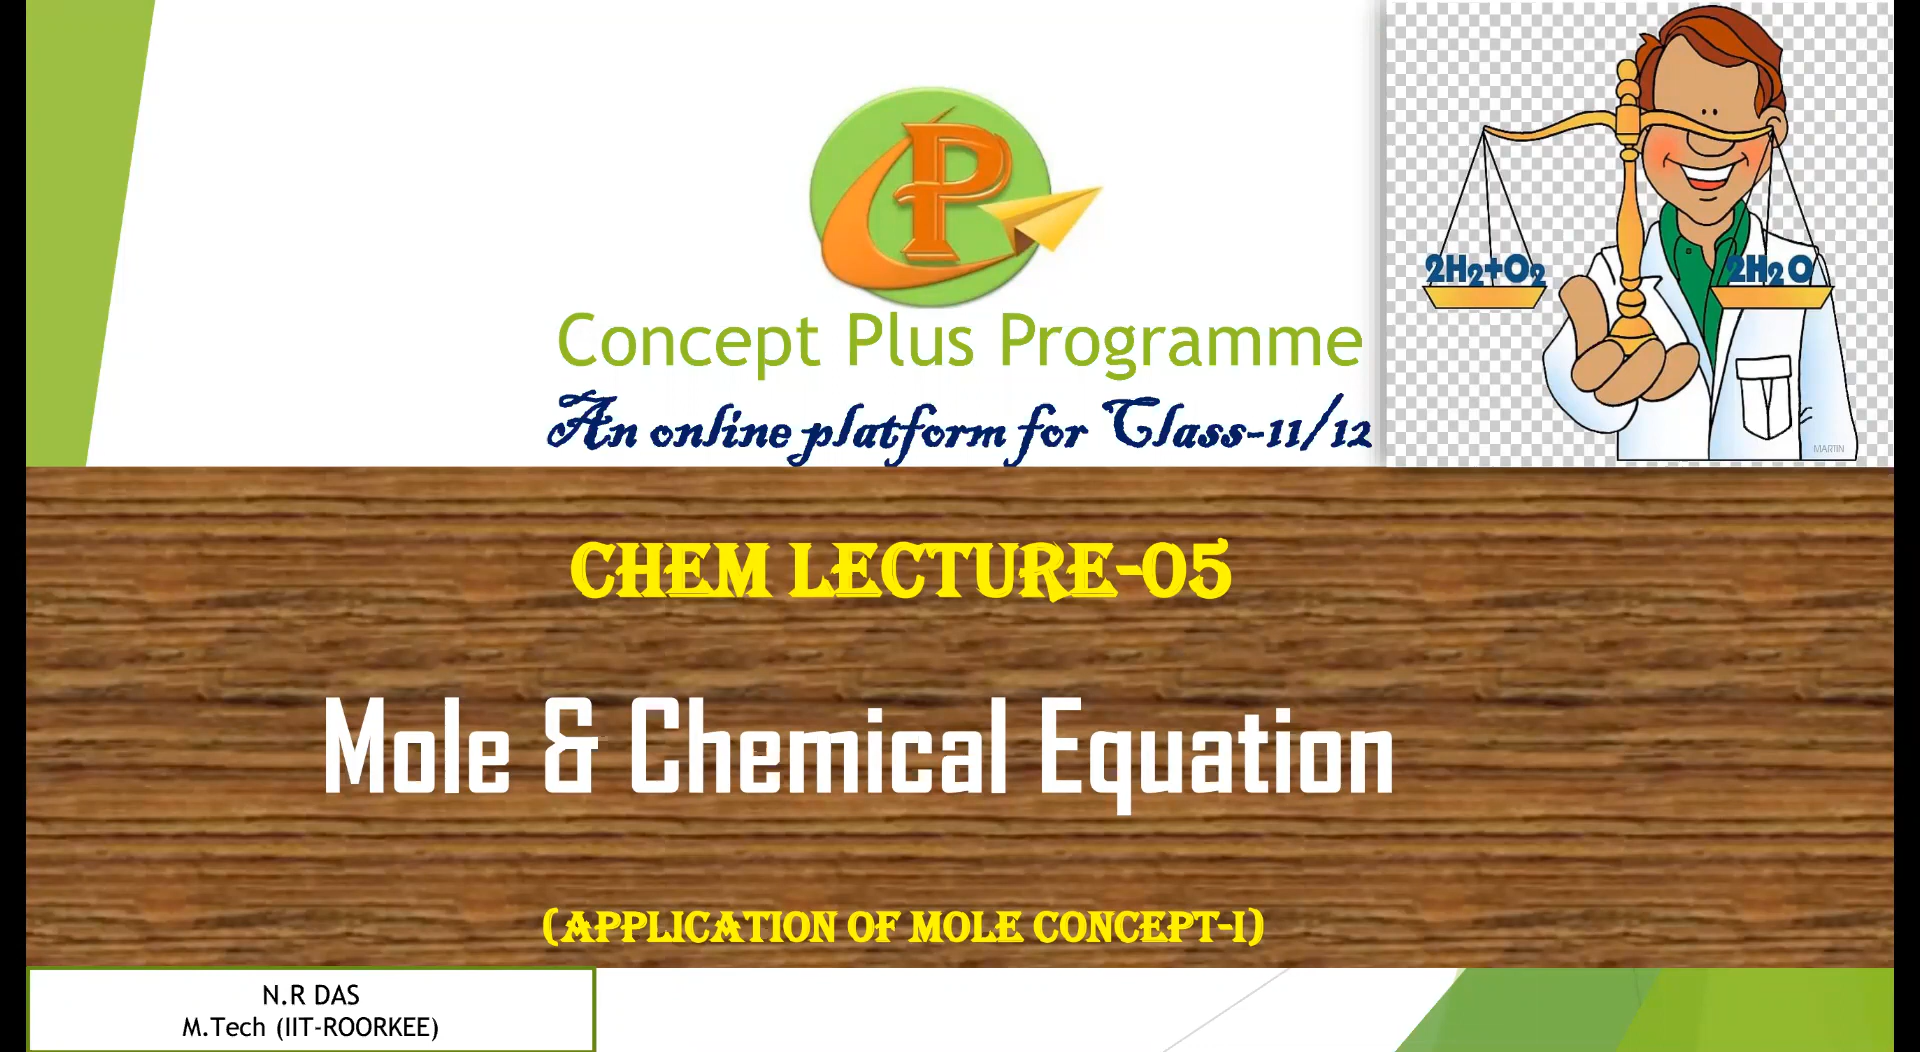 CP
Concept Plus Programme
An online platform for Class-11/12
2H2+O2
2H2O
MARTIN
CHEM LECTURE-05
Mole & Chemical Equation
(APPLICATION OF MOLE CONCEPT-I)
N.R DAS
M.Tech (IIT-ROORKEE)